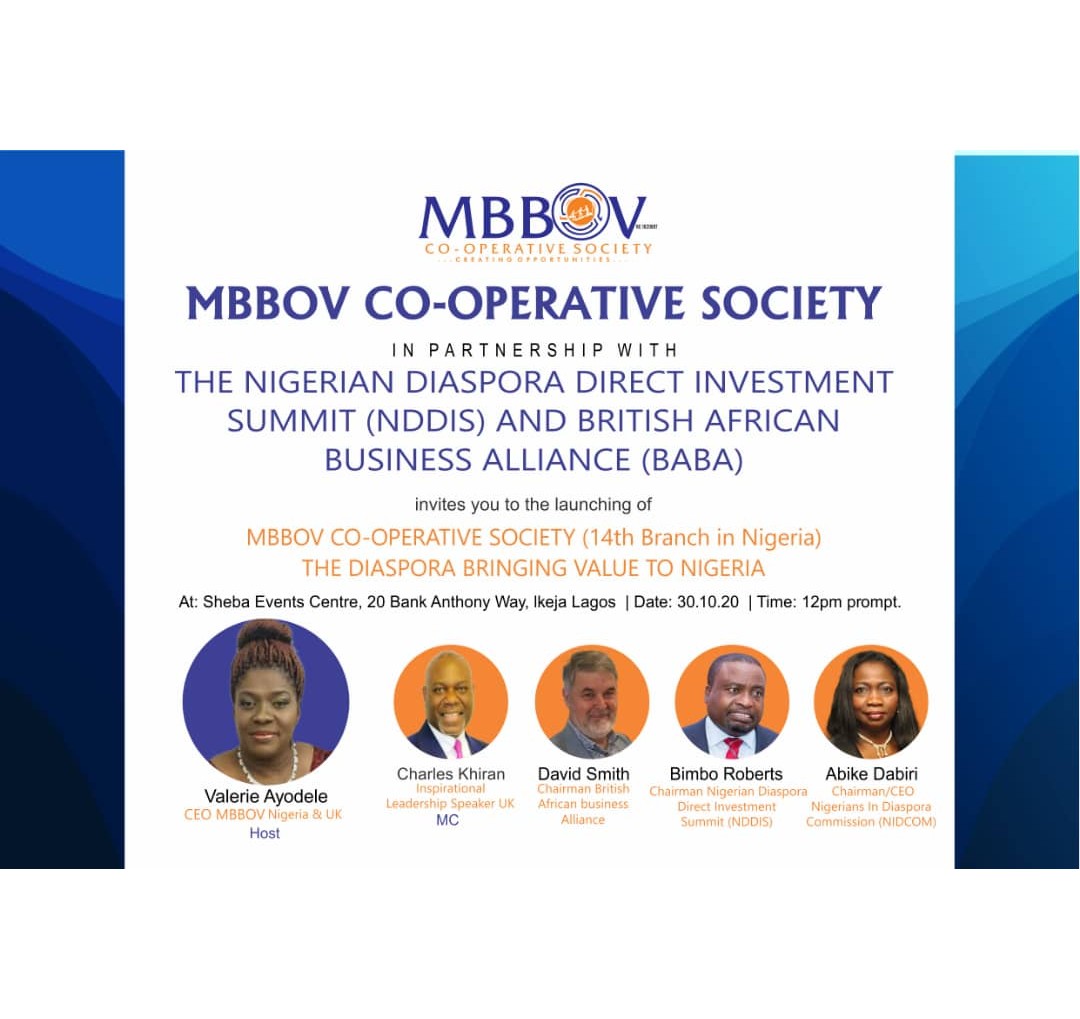 MBBOV
CO-OPERATIVE SOCIETY
...CREATING OPPORTUNITIES...
MBBOV CO-OPERATIVE SOCIETY
IN PARTNERSHIP WITH
THE NIGERIAN DIASPORA DIRECT INVESTMENT
SUMMIT (NDDIS) AND BRITISH AFRICAN
BUSINESS ALLIANCE (BABA)
invites you to the launching of
MBBOV CO-OPERATIVE SOCIETY (14th Branch in Nigeria)
THE DIASPORA BRINGING VALUE TO NIGERIA
At: Sheba Events Centre, 20 Bank Anthony Way, Ikeja Lagos | Date: 30.10.20 | Time: 12pm prompt.
Valerie Ayodele
CEO MBBOV Nigeria & UK
Host
Charles Khiran
Inspirational
Leadership Speaker UK
MC
David Smith
Chairman British
African business
Alliance
Bimbo Roberts
Chairman Nigerian Diaspora
Direct Investment
Summit (NDDIS)
Abike Dabiri
Chairman/CEO
Nigerians In Diaspora
Commission (NIDCOM)